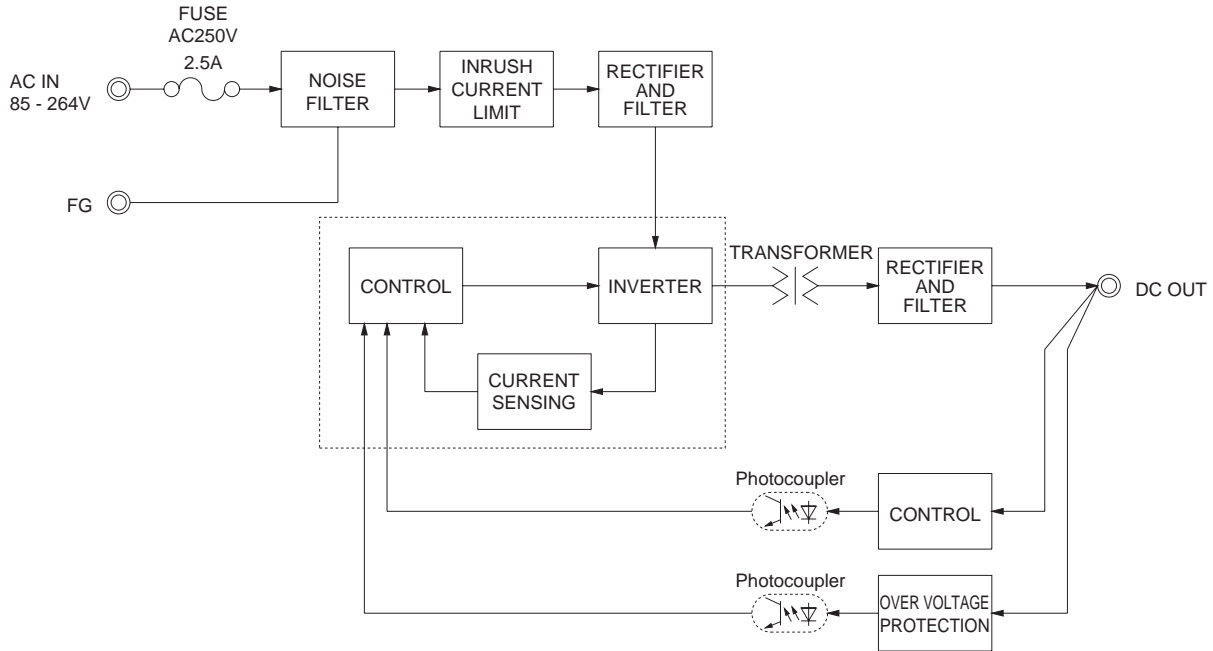 FUSE
AC250V
2.5A
AC IN
85 - 264V
NOISE
FILTER
INRUSH
CURRENT
LIMIT
RECTIFIER
AND
FILTER
FG
CONTROL
INVERTER
TRANSFORMER
RECTIFIER
AND
FILTER
DC OUT
CURRENT
SENSING
Photocoupler
CONTROL
Photocoupler
OVER VOLTAGE
PROTECTION